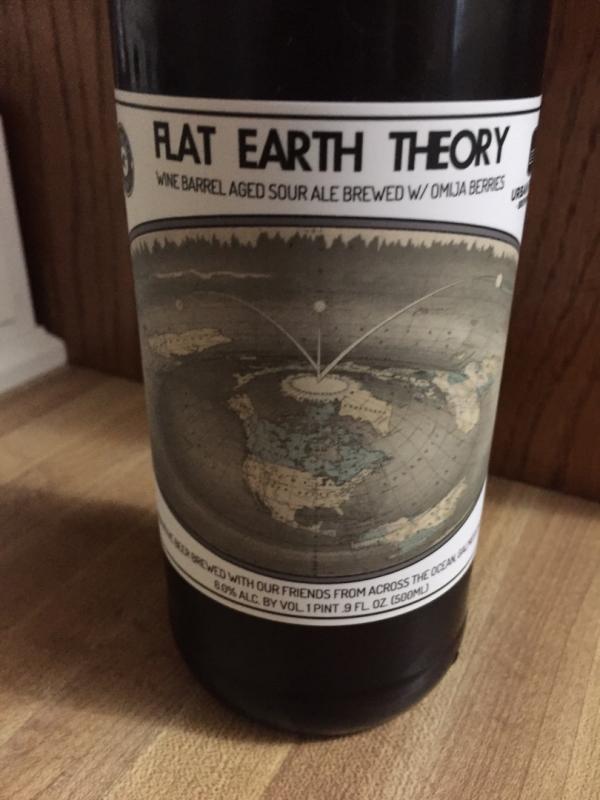 FLAT EARTH THEORY
WINE BARREL AGED SOUR ALE BREWED W/ OMIJA BERRIES
BEER BREWED WITH OUR FRIENDS FROM ACROSS THE OCEAN,
6.0% ALC. BY VOL. 1 PINT .9 FL. OZ. (500ML)